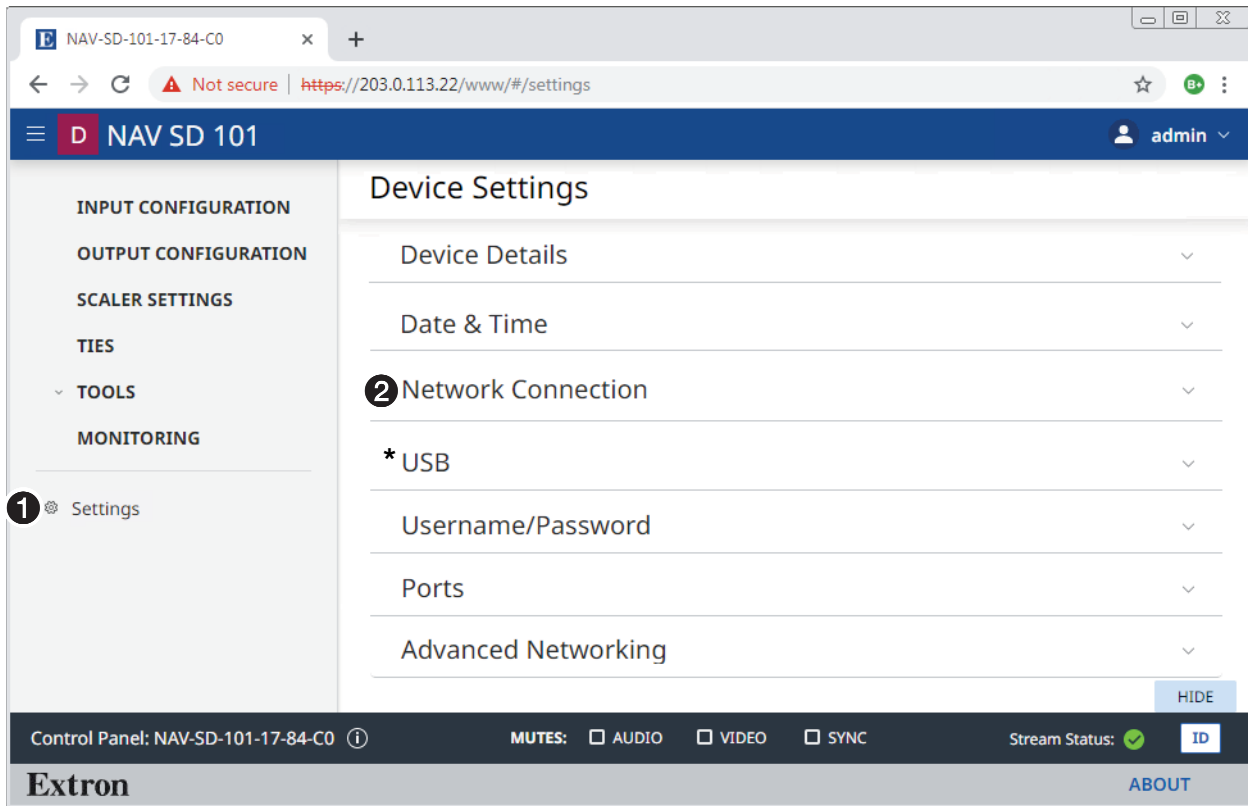 E NAV-SD-101-17-84-C0
Not secure | https://203.0.113.22/www/#/settings B+
D NAV SD 101 admin
INPUT CONFIGURATION
OUTPUT CONFIGURATION
SCALER SETTINGS
TIES
TOOLS
MONITORING
1 Settings
Device Settings
Device Details
Date & Time
2 Network Connection
* USB
Username/Password
Ports
Advanced Networking
HIDE
Control Panel: NAV-SD-101-17-84-C0 MUTES: AUDIO VIDEO SYNC Stream Status: ID
Extron ABOUT